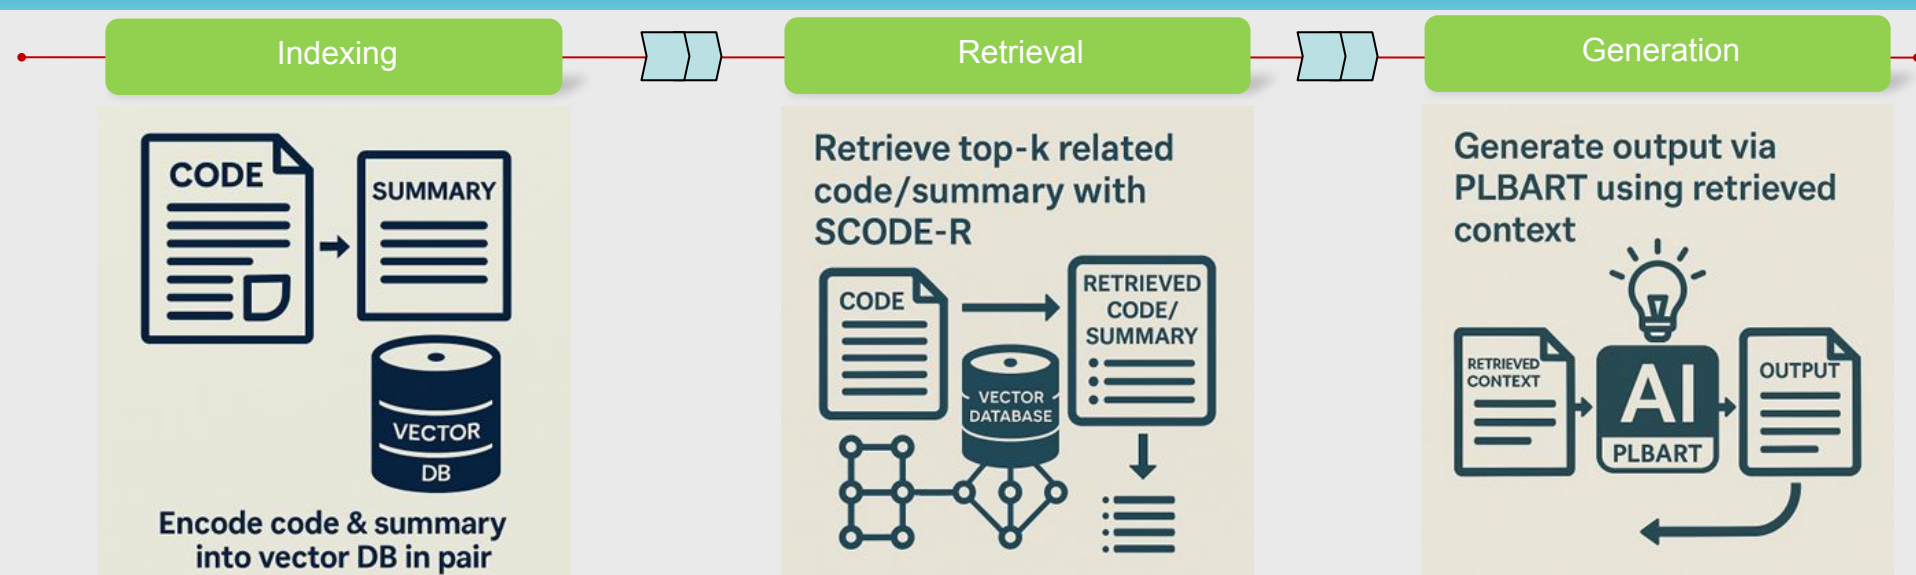 Indexing
Retrieval
Generation
CODE
SUMMARY
VECTOR
DB
Encode code & summary
into vector DB in pair
Retrieve top-k related
code/summary with
SCODE-R
CODE
RETRIEVED
CODE/
SUMMARY
VECTOR
DATABASE
Generate output via
PLBART using retrieved
context
RETRIEVED
CONTEXT
AI
PLBART
OUTPUT